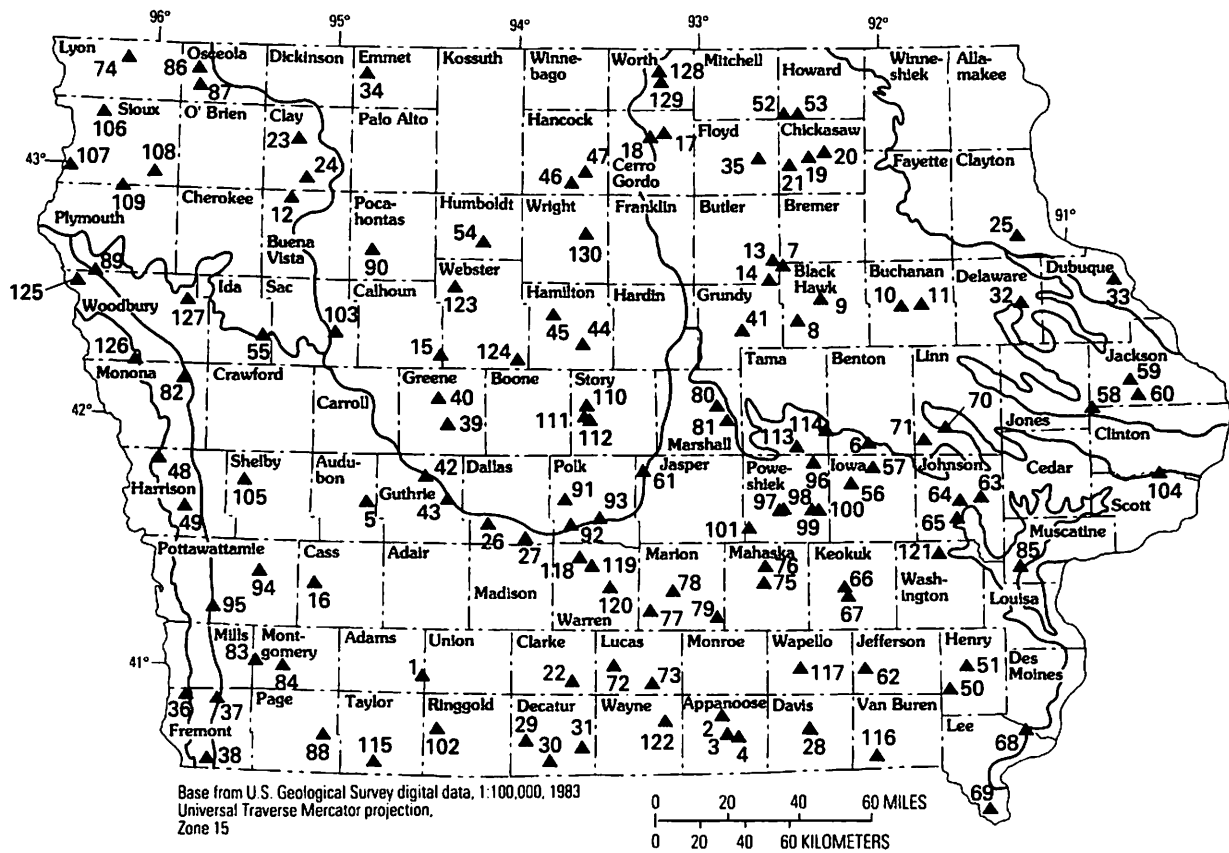 96° 95° 94° 93° 92°
Lyon Osceola Dickinson Emmet Kossuth Winne- Worth Mitchell Howard Winne- Alla-
bago shiek makee
74 86 87 34 128 129 52 53
Sioux O' Brien Clay Palo Alto Hancock Cerro Floyd Chickasaw
Gordo
106 23 18 17 35 21 19 20
43° 107 108 109 24 12 46 47
Fayette Clayton
Plymouth Cherokee Buena Poca- Humboldt Wright Franklin Butler Bremer
Vista hontas
89 90 54 130 13 7 25 91°
125 Woodbury Ida Sac Calhoun Webster Hamilton Hardin Grundy Black Buchanan Delaware Dubuque
Hawk
127 126 55 103 123 15 124 45 44 14 41 9 8 10 11 32 33
Monona Crawford Carroll Greene Boone Story Marshall Tama Benton Linn Jones Jackson
82 40 39 110 111 112 80 81 113 114 6 71 70 58 59 60
42°
Harrison Shelby Audu- Guthrie Dallas Polk Jasper Powe- Iowa Johnson Cedar Clinton
bon shiek
Scott
Muscatine
48 49 105 5 42 43 26 27 91 92 93 61 101 97 98 96 99 100 56 57 64 65 63 104
Pottawattamie Cass Adair Madison Warren Marion Mahaska Keokuk Wash- Louisa
ington
94 95 16 118 119 120 78 77 79 76 75 66 67 121 85
41° Mills Mont- Adams Union Clarke Lucas Monroe Wapello Jefferson Henry Des
gomery Moines
83 84 1 22 72 73 117 62 51 50
Fremont Page Taylor Ringgold Decatur Wayne Appanoose Davis Van Buren Lee
36 37 38 88 115 102 29 30 31 122 2 3 4 28 116 68 69
Base from U.S. Geological Survey digital data, 1:100,000, 1983
Universal Traverse Mercator projection,
Zone 15
0 20 40 60 MILES
0 20 40 60 KILOMETERS